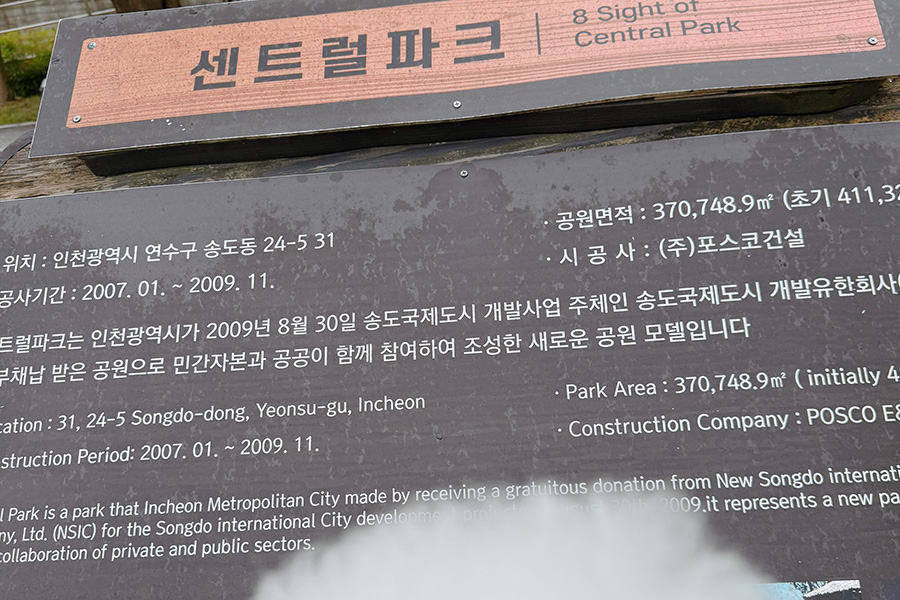 센트럴파크
8 Sight of
Central Park
위치 : 인천광역시 연수구 송도동 24-5 31
공사기간 : 2007. 01. ~ 2009. 11.
· 공원면적 : 370,748.9㎡ (초기 411,32
· 시 공 사 : (주)포스코건설
트럴파크는 인천광역시가 2009년 8월 30일 송도국제도시 개발사업 주체인 송도국제도시 개발유한회사
부채납 받은 공원으로 민간자본과 공공이 함께 참여하여 조성한 새로운 공원 모델입니다
cation : 31, 24-5 Songdo-dong, Yeonsu-gu, Incheon
struction Period: 2007. 01. ~ 2009. 11.
· Park Area : 370,748.9㎡ ( initially 4
· Construction Company : POSCO E&
l Park is a park that Incheon Metropolitan City made by receiving a gratuitous donation from New Songdo internati
ny, Ltd. (NSIC) for the Songdo international City development 2009.it represents a new pa
collaboration of private and public sectors.